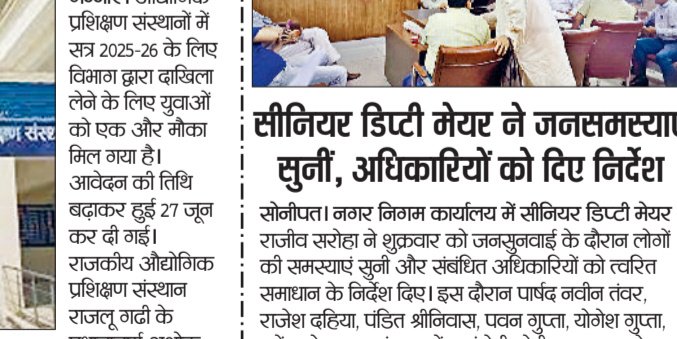 प्रशिक्षण संस्थानों में
सत्र 2025-26 के लिए
विभाग द्वारा दाखिला
लेने के लिए युवाओं
को एक और मौका
मिल गया है।
आवेदन की तिथि
बढ़ाकर हुई 27 जून
कर दी गई।
राजकीय औद्योगिक
प्रशिक्षण संस्थान
राजलू गढी के
सीनियर डिप्टी मेयर ने जनसमस्याएं
सुनीं, अधिकारियों को दिए निर्देश
सोनीपत। नगर निगम कार्यालय में सीनियर डिप्टी मेयर
राजीव सरोहा ने शुक्रवार को जनसुनवाई के दौरान लोगों
की समस्याएं सुनी और संबंधित अधिकारियों को त्वरित
समाधान के निर्देश दिए। इस दौरान पार्षद नवीन तंवर,
राजेश दहिया, पंडित श्रीनिवास, पवन गुप्ता, योगेश गुप्ता,